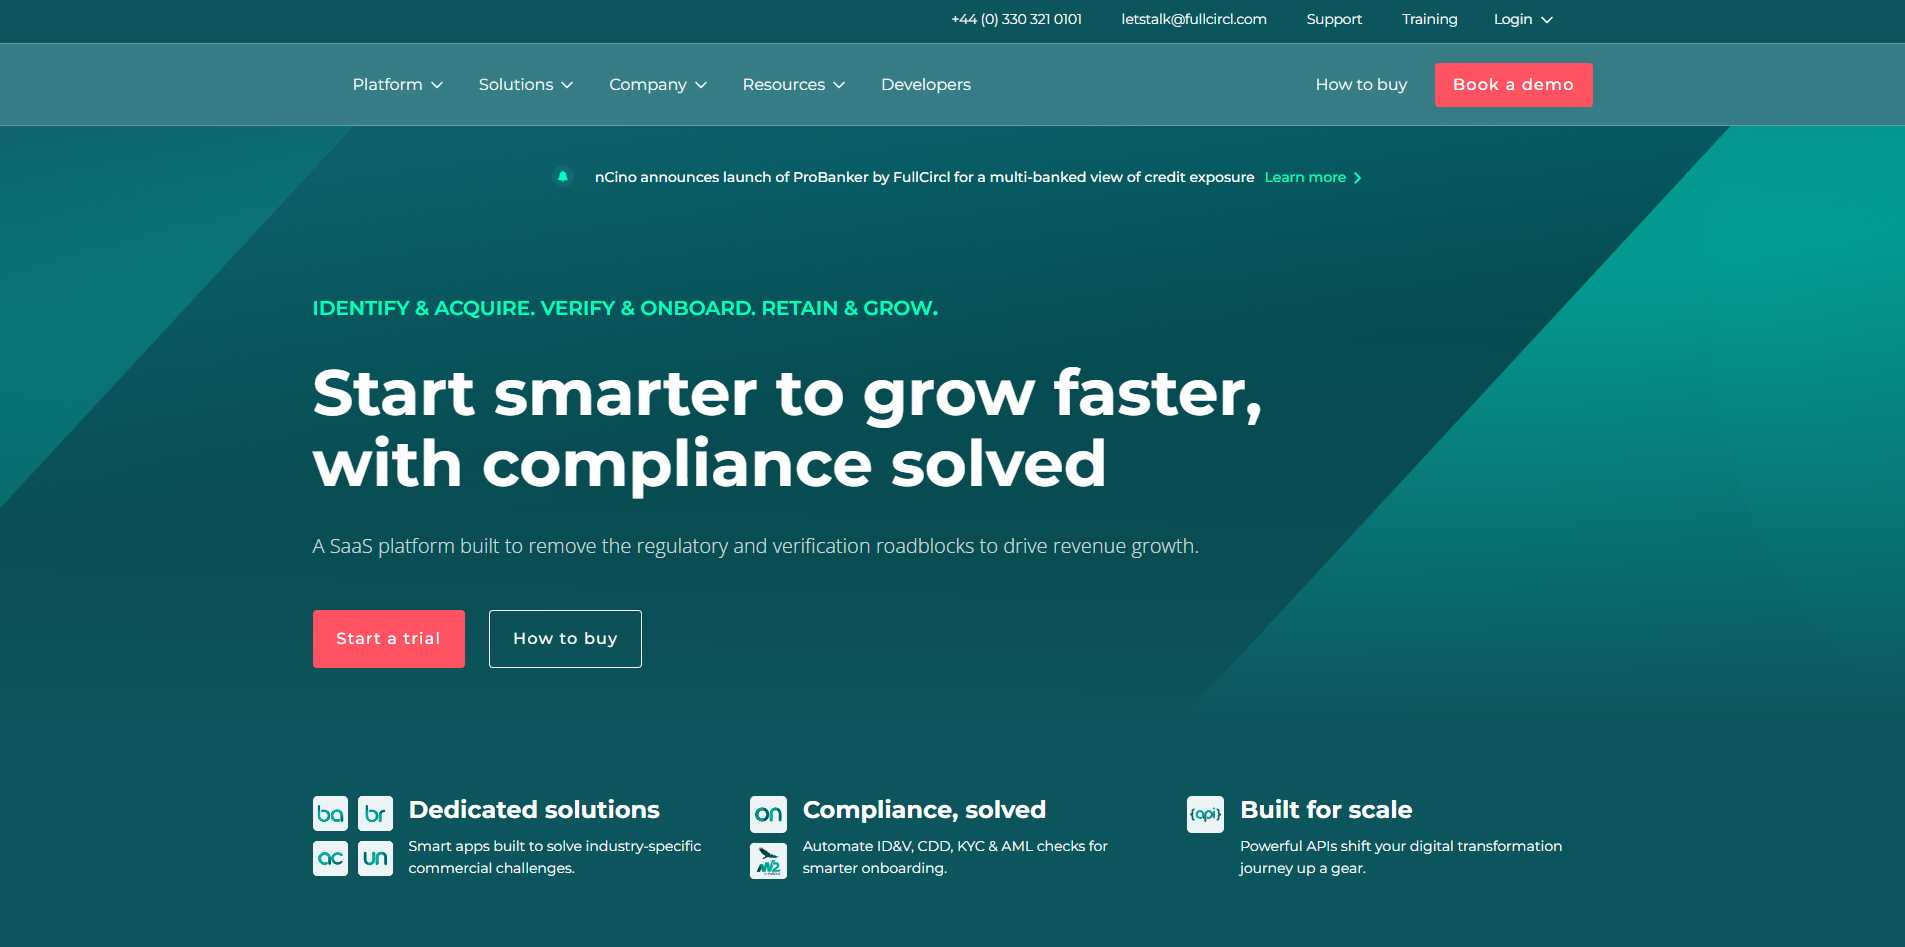 +44 (0) 330 321 0101 letstalk@fullcircl.com Support Training Login
Platform Solutions Company Resources Developers How to buy Book a demo
nCino announces launch of ProBanker by FullCircl for a multi-banked view of credit exposure Learn more
IDENTIFY & ACQUIRE. VERIFY & ONBOARD. RETAIN & GROW.
Start smarter to grow faster,
with compliance solved
A SaaS platform built to remove the regulatory and verification roadblocks to drive revenue growth.
Start a trial How to buy
ba br
ac un
Dedicated solutions
Smart apps built to solve industry-specific
commercial challenges.
on
Compliance, solved
Automate ID&V, CDD, KYC & AML checks for
smarter onboarding.
{api}
Built for scale
Powerful APIs shift your digital transformation
journey up a gear.